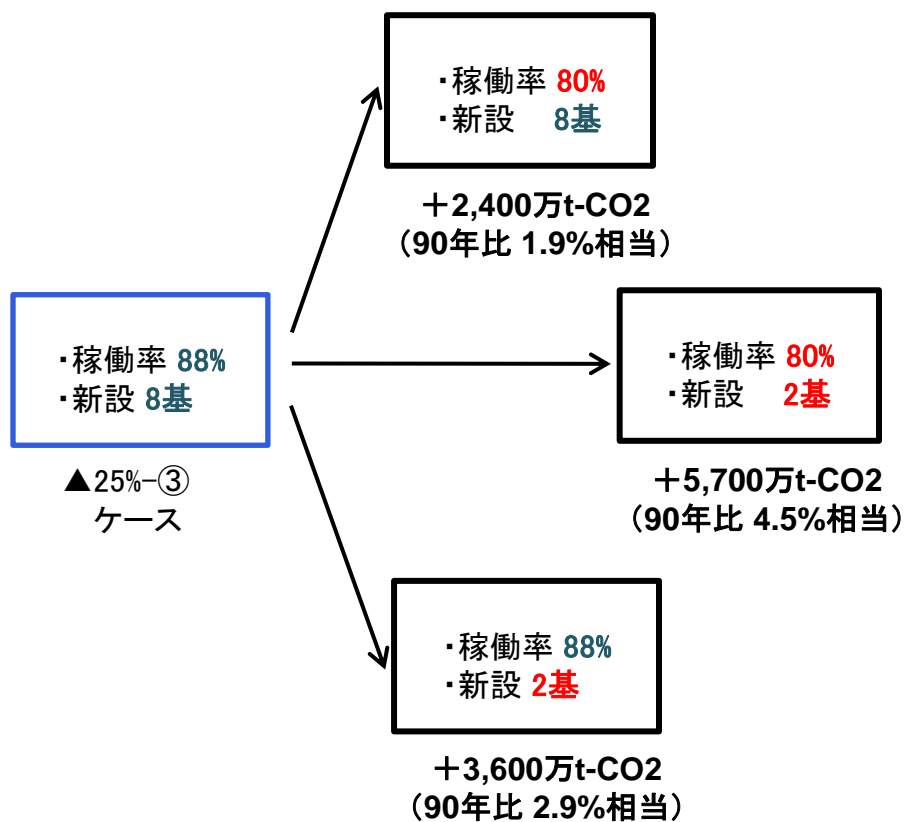 ・稼働率 80%
・新設 8基
＋2,400万t-CO2
（90年比 1.9%相当）
・稼働率 88%
・新設 8基
▲25%-③
ケース
・稼働率 80%
・新設 2基
＋5,700万t-CO2
（90年比 4.5%相当）
・稼働率 88%
・新設 2基
＋3,600万t-CO2
（90年比 2.9%相当）